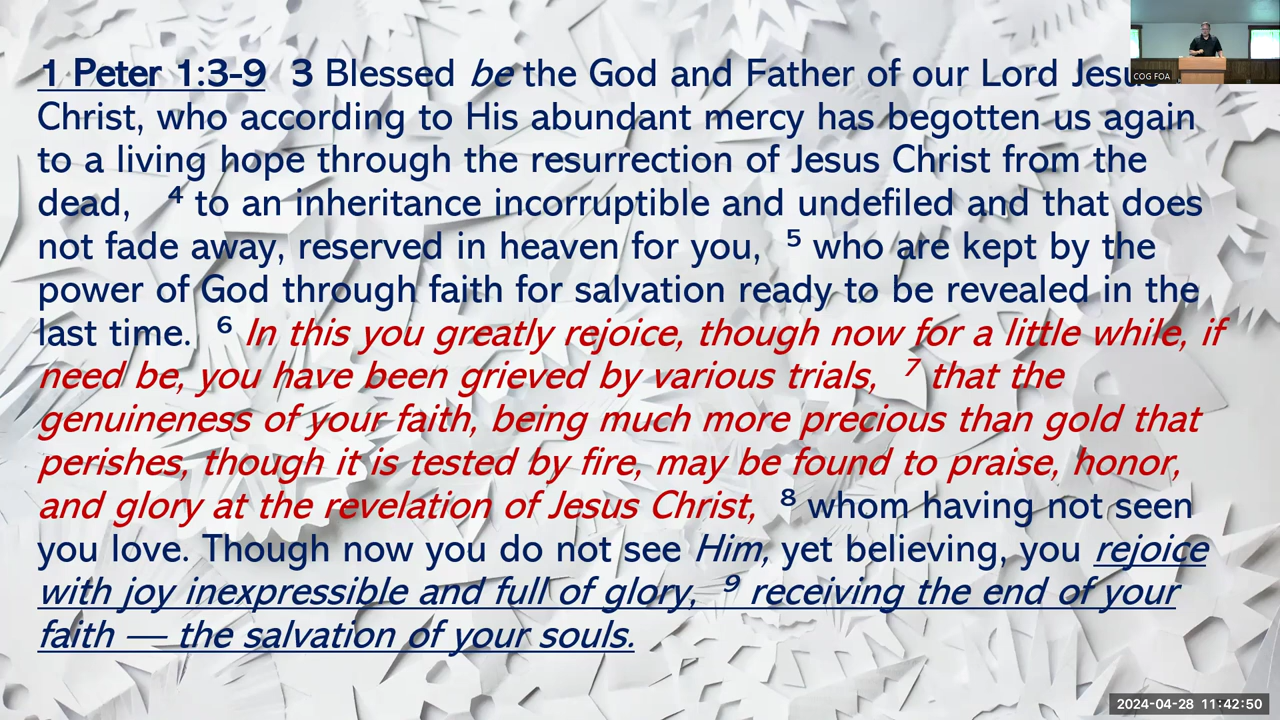 1 Peter 1:3-9 3 Blessed be the God and Father of our Lord Jesus
Christ, who according to His abundant mercy has begotten us again
to a living hope through the resurrection of Jesus Christ from the
dead, ⁴ to an inheritance incorruptible and undefiled and that does
not fade away, reserved in heaven for you, ⁵ who are kept by the
power of God through faith for salvation ready to be revealed in the
last time. ⁶ In this you greatly rejoice, though now for a little while, if
need be, you have been grieved by various trials, ⁷ that the
genuineness of your faith, being much more precious than gold that
perishes, though it is tested by fire, may be found to praise, honor,
and glory at the revelation of Jesus Christ, ⁸ whom having not seen
you love. Though now you do not see Him, yet believing, you rejoice
with joy inexpressible and full of glory, ⁹ receiving the end of your
faith — the salvation of your souls.
COG FOA
2024-04-28 11:42:50